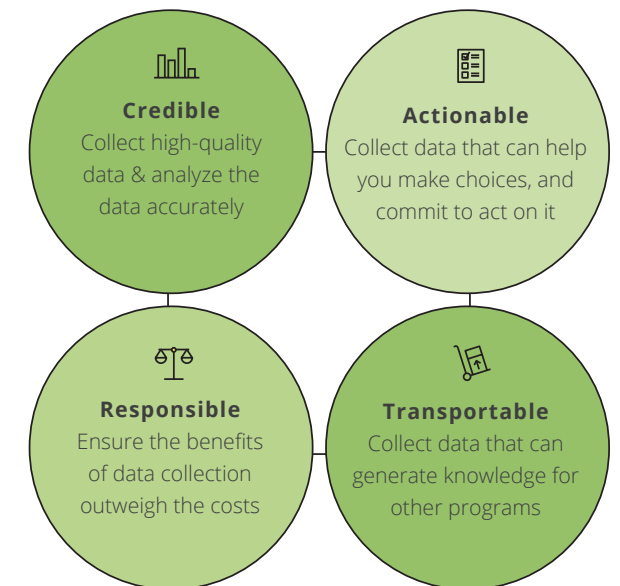 Credible
Collect high-quality
data & analyze the
data accurately
Actionable
Collect data that can help
you make choices, and
commit to act on it
Responsible
Ensure the benefits
of data collection
outweigh the costs
Transportable
Collect data that can
generate knowledge for
other programs